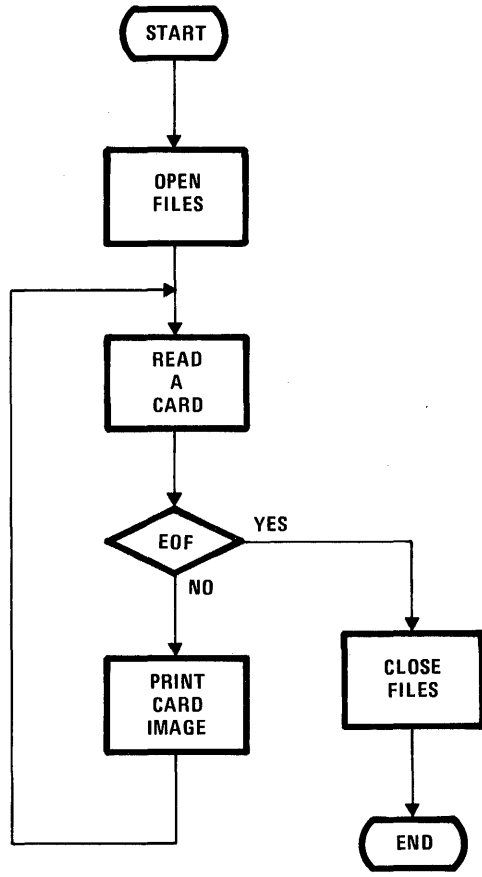 START
OPEN
FILES
READ
A
CARD
EOF
YES
NO
PRINT
CARD
IMAGE
CLOSE
FILES
END